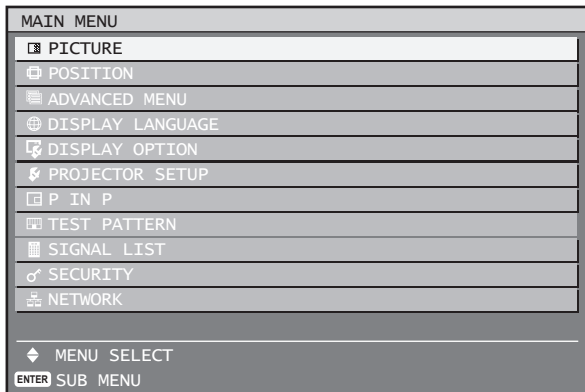 MAIN MENU
PICTURE
POSITION
ADVANCED MENU
DISPLAY LANGUAGE
DISPLAY OPTION
PROJECTOR SETUP
P IN P
TEST PATTERN
SIGNAL LIST
SECURITY
NETWORK
MENU SELECT
ENTER SUB MENU